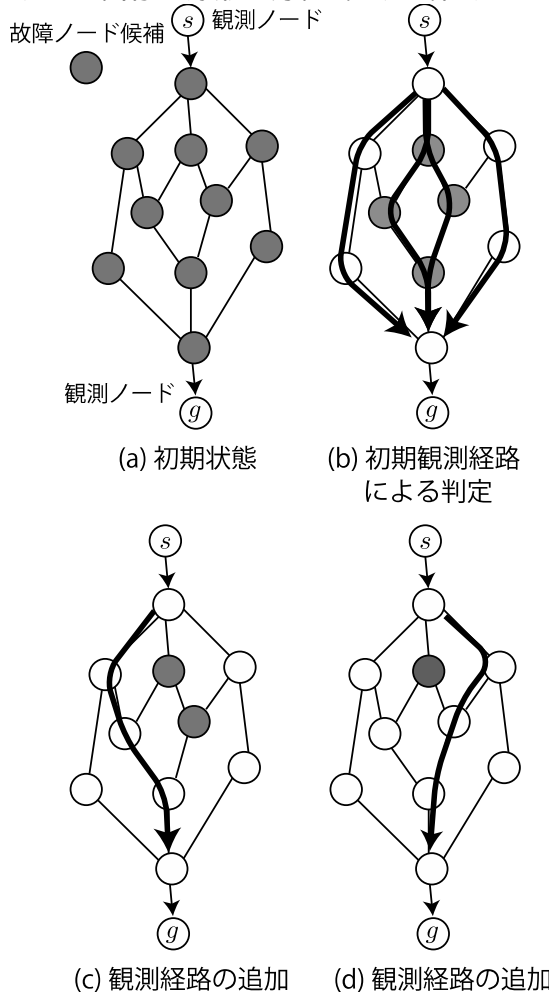 s 観測ノード
故障ノード候補
観測ノード
g
(a) 初期状態
s
g
(b) 初期観測経路
による判定
s
g
(c) 観測経路の追加
s
g
(d) 観測経路の追加